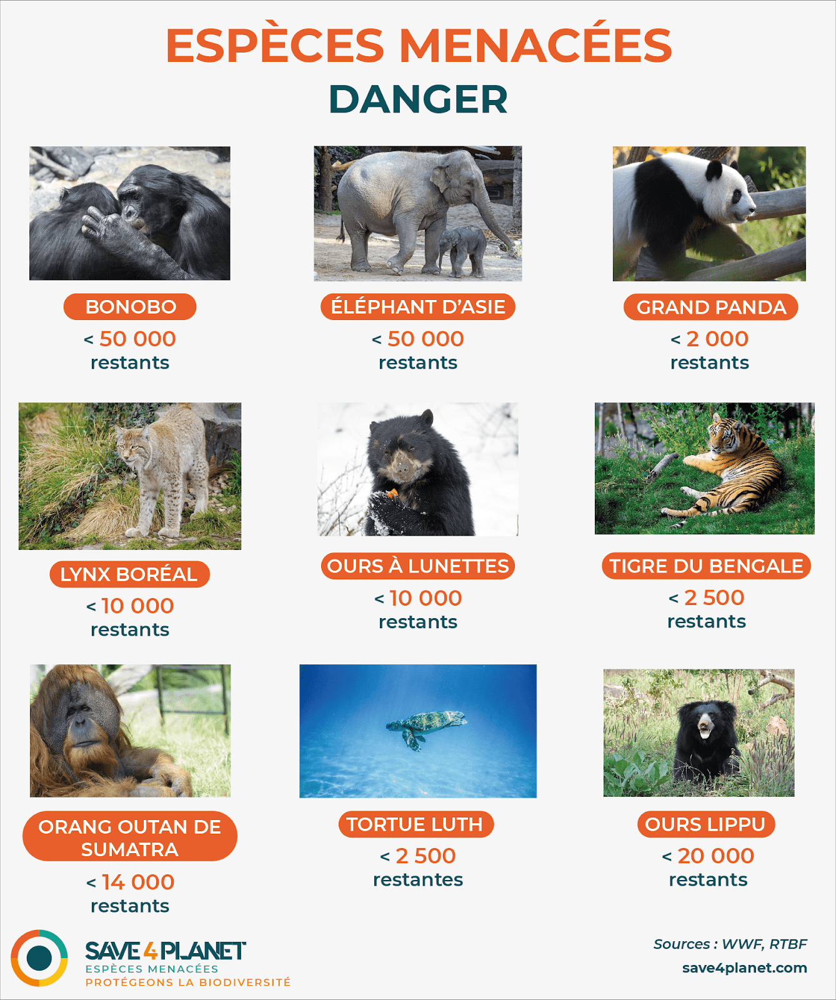 ESPÈCES MENACÉES
DANGER
BONOBO
< 50 000
restants
ÉLÉPHANT D'ASIE
< 50 000
restants
GRAND PANDA
< 2 000
restants
LYNX BORÉAL
< 10 000
restants
OURS À LUNETTES
< 10 000
restants
TIGRE DU BENGALE
< 2 500
restants
ORANG OUTAN DE
SUMATRA
< 14 000
restants
TORTUE LUTH
< 2 500
restantes
OURS LIPPU
< 20 000
restants
SAVE 4 PLANET
ESPÈCES MENACÉES
PROTÉGEONS LA BIODIVERSITÉ
Sources : WWF, RTBF
save4planet.com